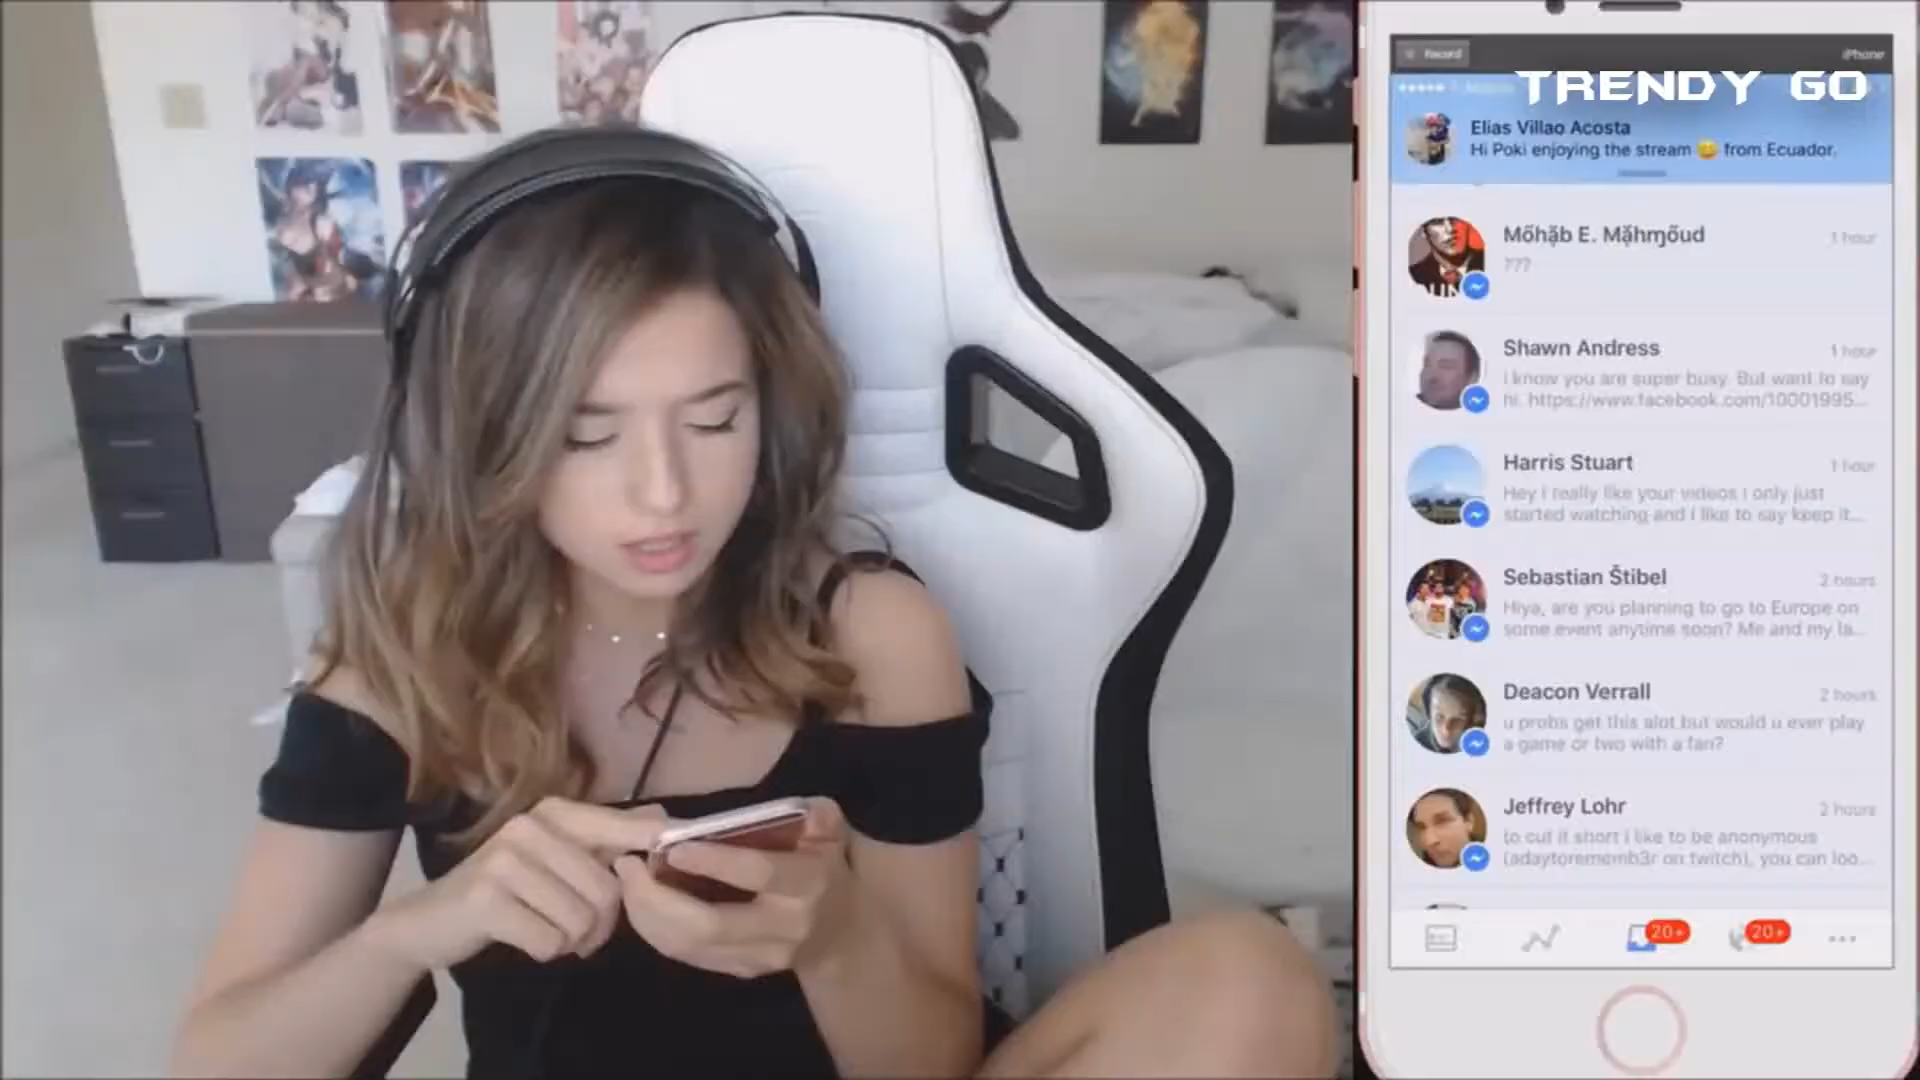 Record
iPhone
TRENDY GO
Elias Villao Acosta
Hi Poki enjoying the stream 😄 from Ecuador.
Mőhặb E. Mặhɱőud
1 hour
???
Shawn Andress
1 hour
i know you are super busy. But want to say
hi. https://www.facebook.com/10001995...
Harris Stuart
1 hour
Hey I really like your videos I only just
started watching and I like to say keep it...
Sebastian Štibel
2 hours
Hiya, are you planning to go to Europe on
some event anytime soon? Me and my la...
Deacon Verrall
2 hours
u probs get this alot but would u ever play
a game or two with a fan?
Jeffrey Lohr
2 hours
to cut it short i like to be anonymous
(adaytorememb3r on twitch), you can loo...
20+
20+